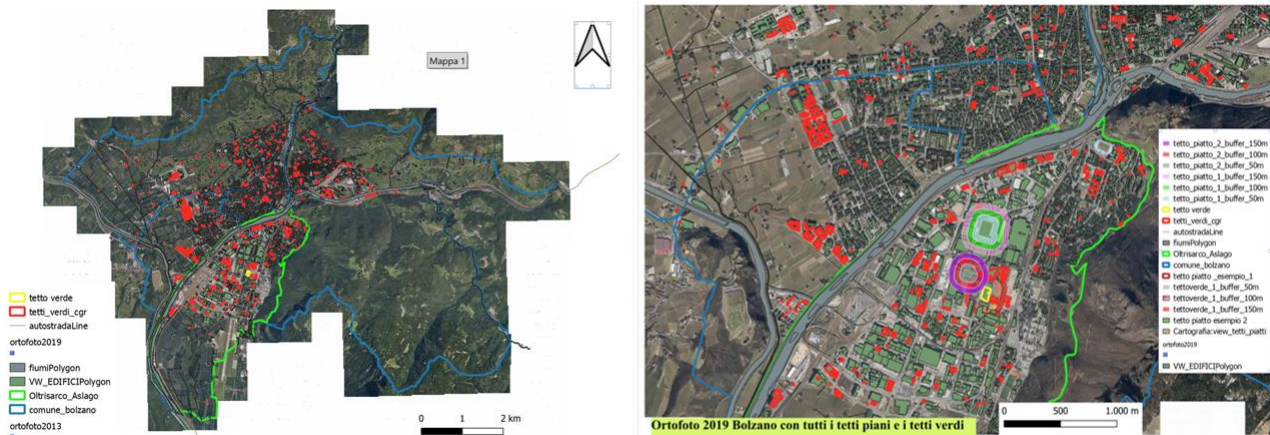 Mappa 1
tetto verde
tetti_verdi_cgr
autostradaLine
ortofoto2019
fiumiPolygon
VW_EDIFICIPolygon
Oltrisarco_Aslago
comune_bolzano
ortofoto2013
0 1 2 km
tetto_piatto_2_buffer_150m
tetto_piatto_2_buffer_100m
tetto_piatto_2_buffer_50m
tetto_piatto_1_buffer_150m
tetto_piatto_1_buffer_100m
tetto_piatto_1_buffer_50m
tetto verde
tetti_verdi_cgr
autostradaLine
fiumiPolygon
Oltrisarco_Aslago
comune_bolzano
tetto piatto _esempio_1
tettoverde_1_buffer_50m
tettoverde_1_buffer_100m
tettoverde_1_buffer_150m
tetto piatto esempio 2
Cartografia:view_tetti_piatti
ortofoto2019
VW_EDIFICIPolygon
0 500 1.000 m
Ortofoto 2019 Bolzano con tutti i tetti piani e i tetti verdi